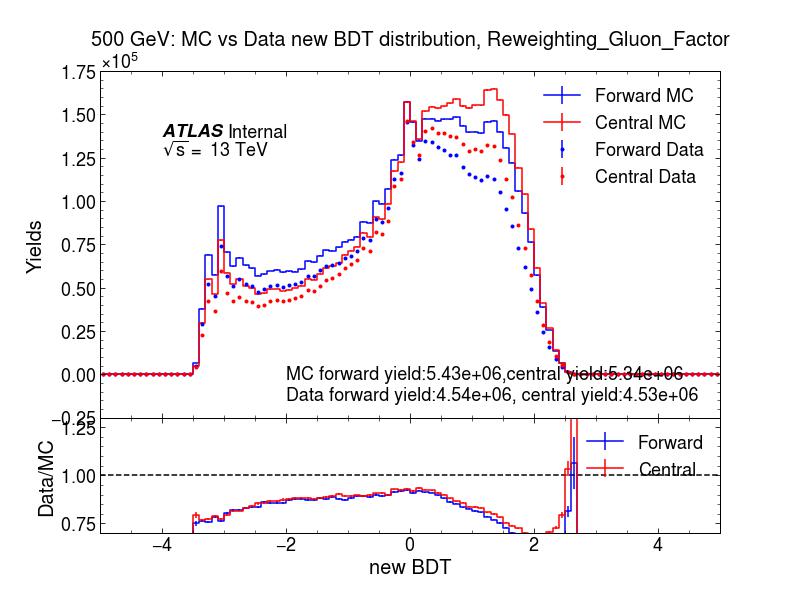 500 GeV: MC vs Data new BDT distribution, Reweighting_Gluon_Factor
×10⁵
1.75
1.50
1.25
1.00
0.75
0.50
0.25
0.00
−0.25
Yields
ATLAS Internal
√s = 13 TeV
Forward MC
Central MC
Forward Data
Central Data
MC forward yield:5.43e+06,central yield:5.34e+06
Data forward yield:4.54e+06, central yield:4.53e+06
1.25
1.00
0.75
Data/MC
Forward
Central
−4 −2 0 2 4
new BDT